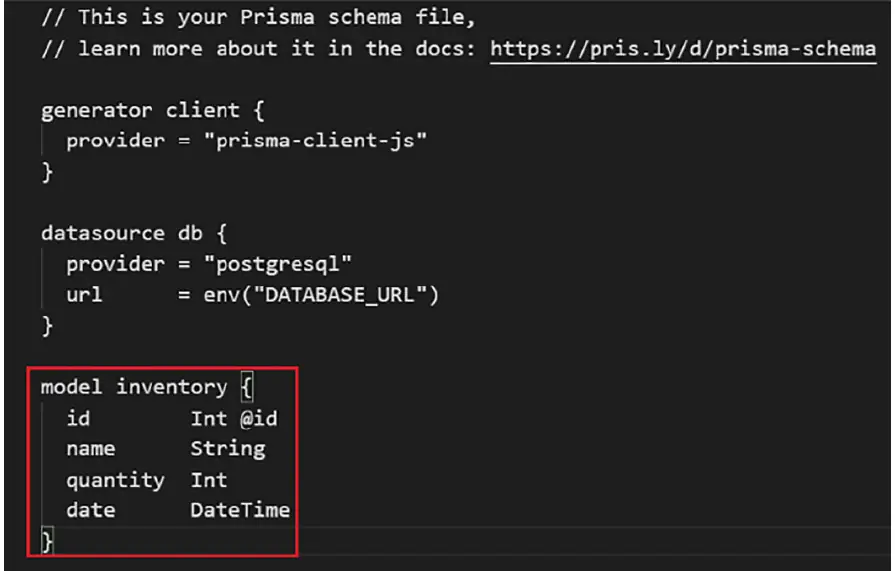 // This is your Prisma schema file,
// learn more about it in the docs: https://pris.ly/d/prisma-schema
generator client {
provider = "prisma-client-js"
}
datasource db {
provider = "postgresql"
url = env("DATABASE_URL")
}
model inventory {
id Int @id
name String
quantity Int
date DateTime
}